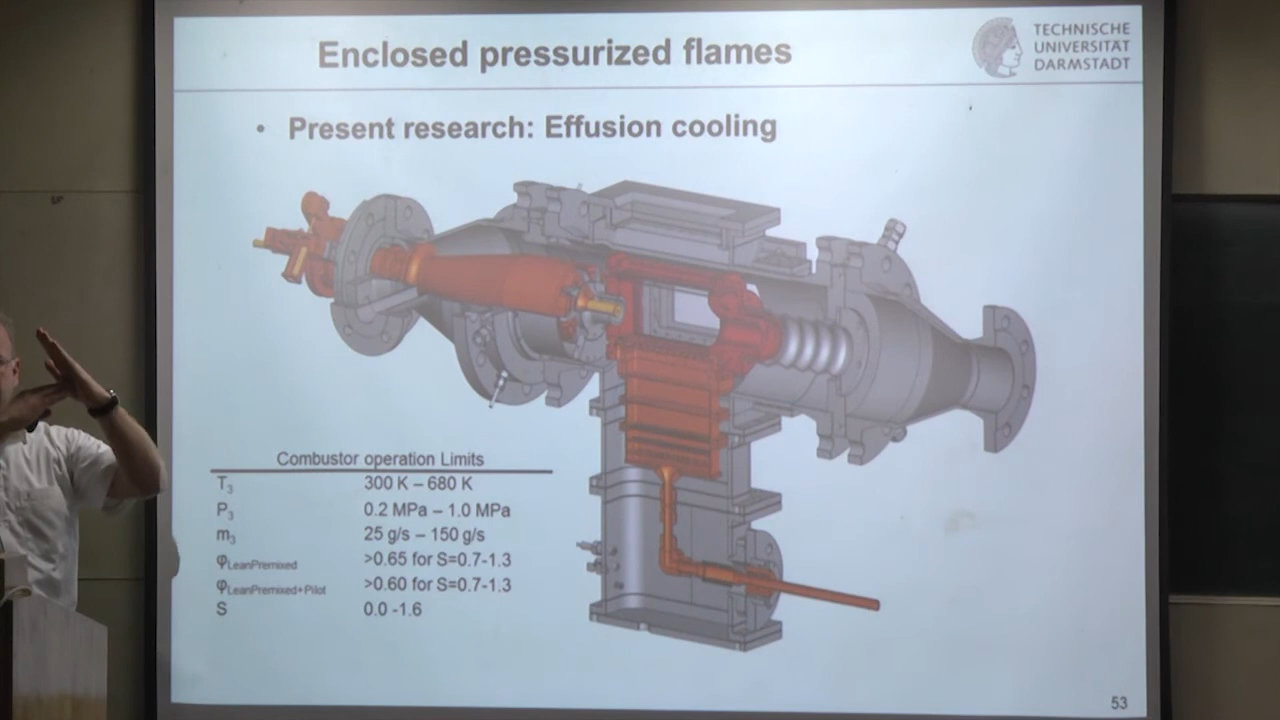 Enclosed pressurized flames
TECHNISCHE
UNIVERSITÄT
DARMSTADT
• Present research: Effusion cooling
Combustor operation Limits
T3 300 K – 680 K
P3 0.2 MPa – 1.0 MPa
m3 25 g/s – 150 g/s
φLeanPremixed >0.65 for S=0.7-1.3
φLeanPremixed+Pilot >0.60 for S=0.7-1.3
S 0.0 -1.6
53